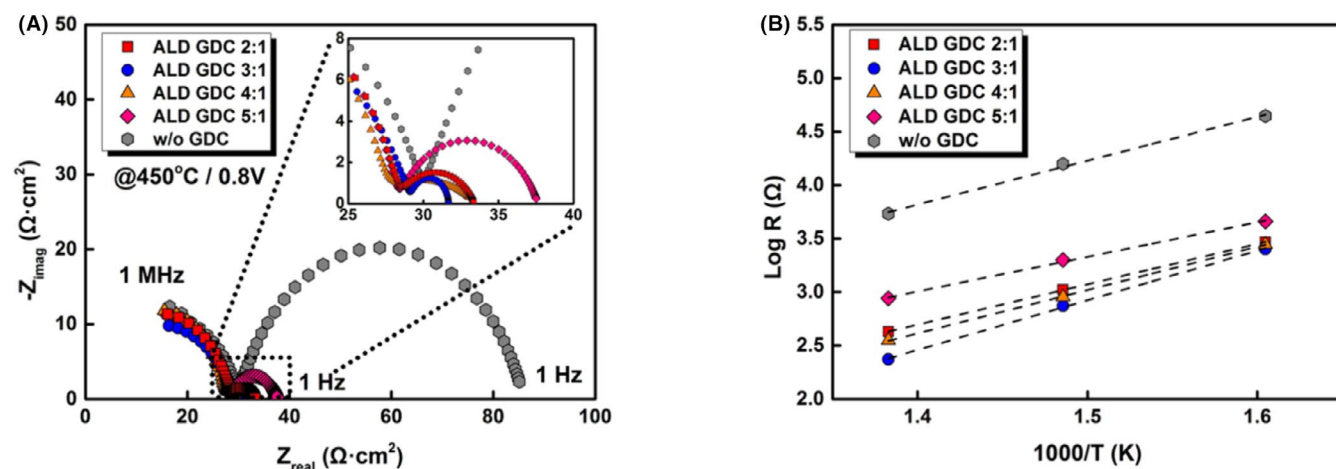 (A)
50
40
30
20
10
0
-Z_imag (Ω·cm²)
ALD GDC 2:1
ALD GDC 3:1
ALD GDC 4:1
ALD GDC 5:1
w/o GDC
@450°C / 0.8V
1 MHz
8
6
4
2
0
25 30 35 40
1 Hz
1 Hz
0 20 40 60 80 100
Z_real (Ω·cm²)
(B)
5.5
5.0
4.5
4.0
3.5
3.0
2.5
2.0
Log R (Ω)
ALD GDC 2:1
ALD GDC 3:1
ALD GDC 4:1
ALD GDC 5:1
w/o GDC
1.4 1.5 1.6
1000/T (K)